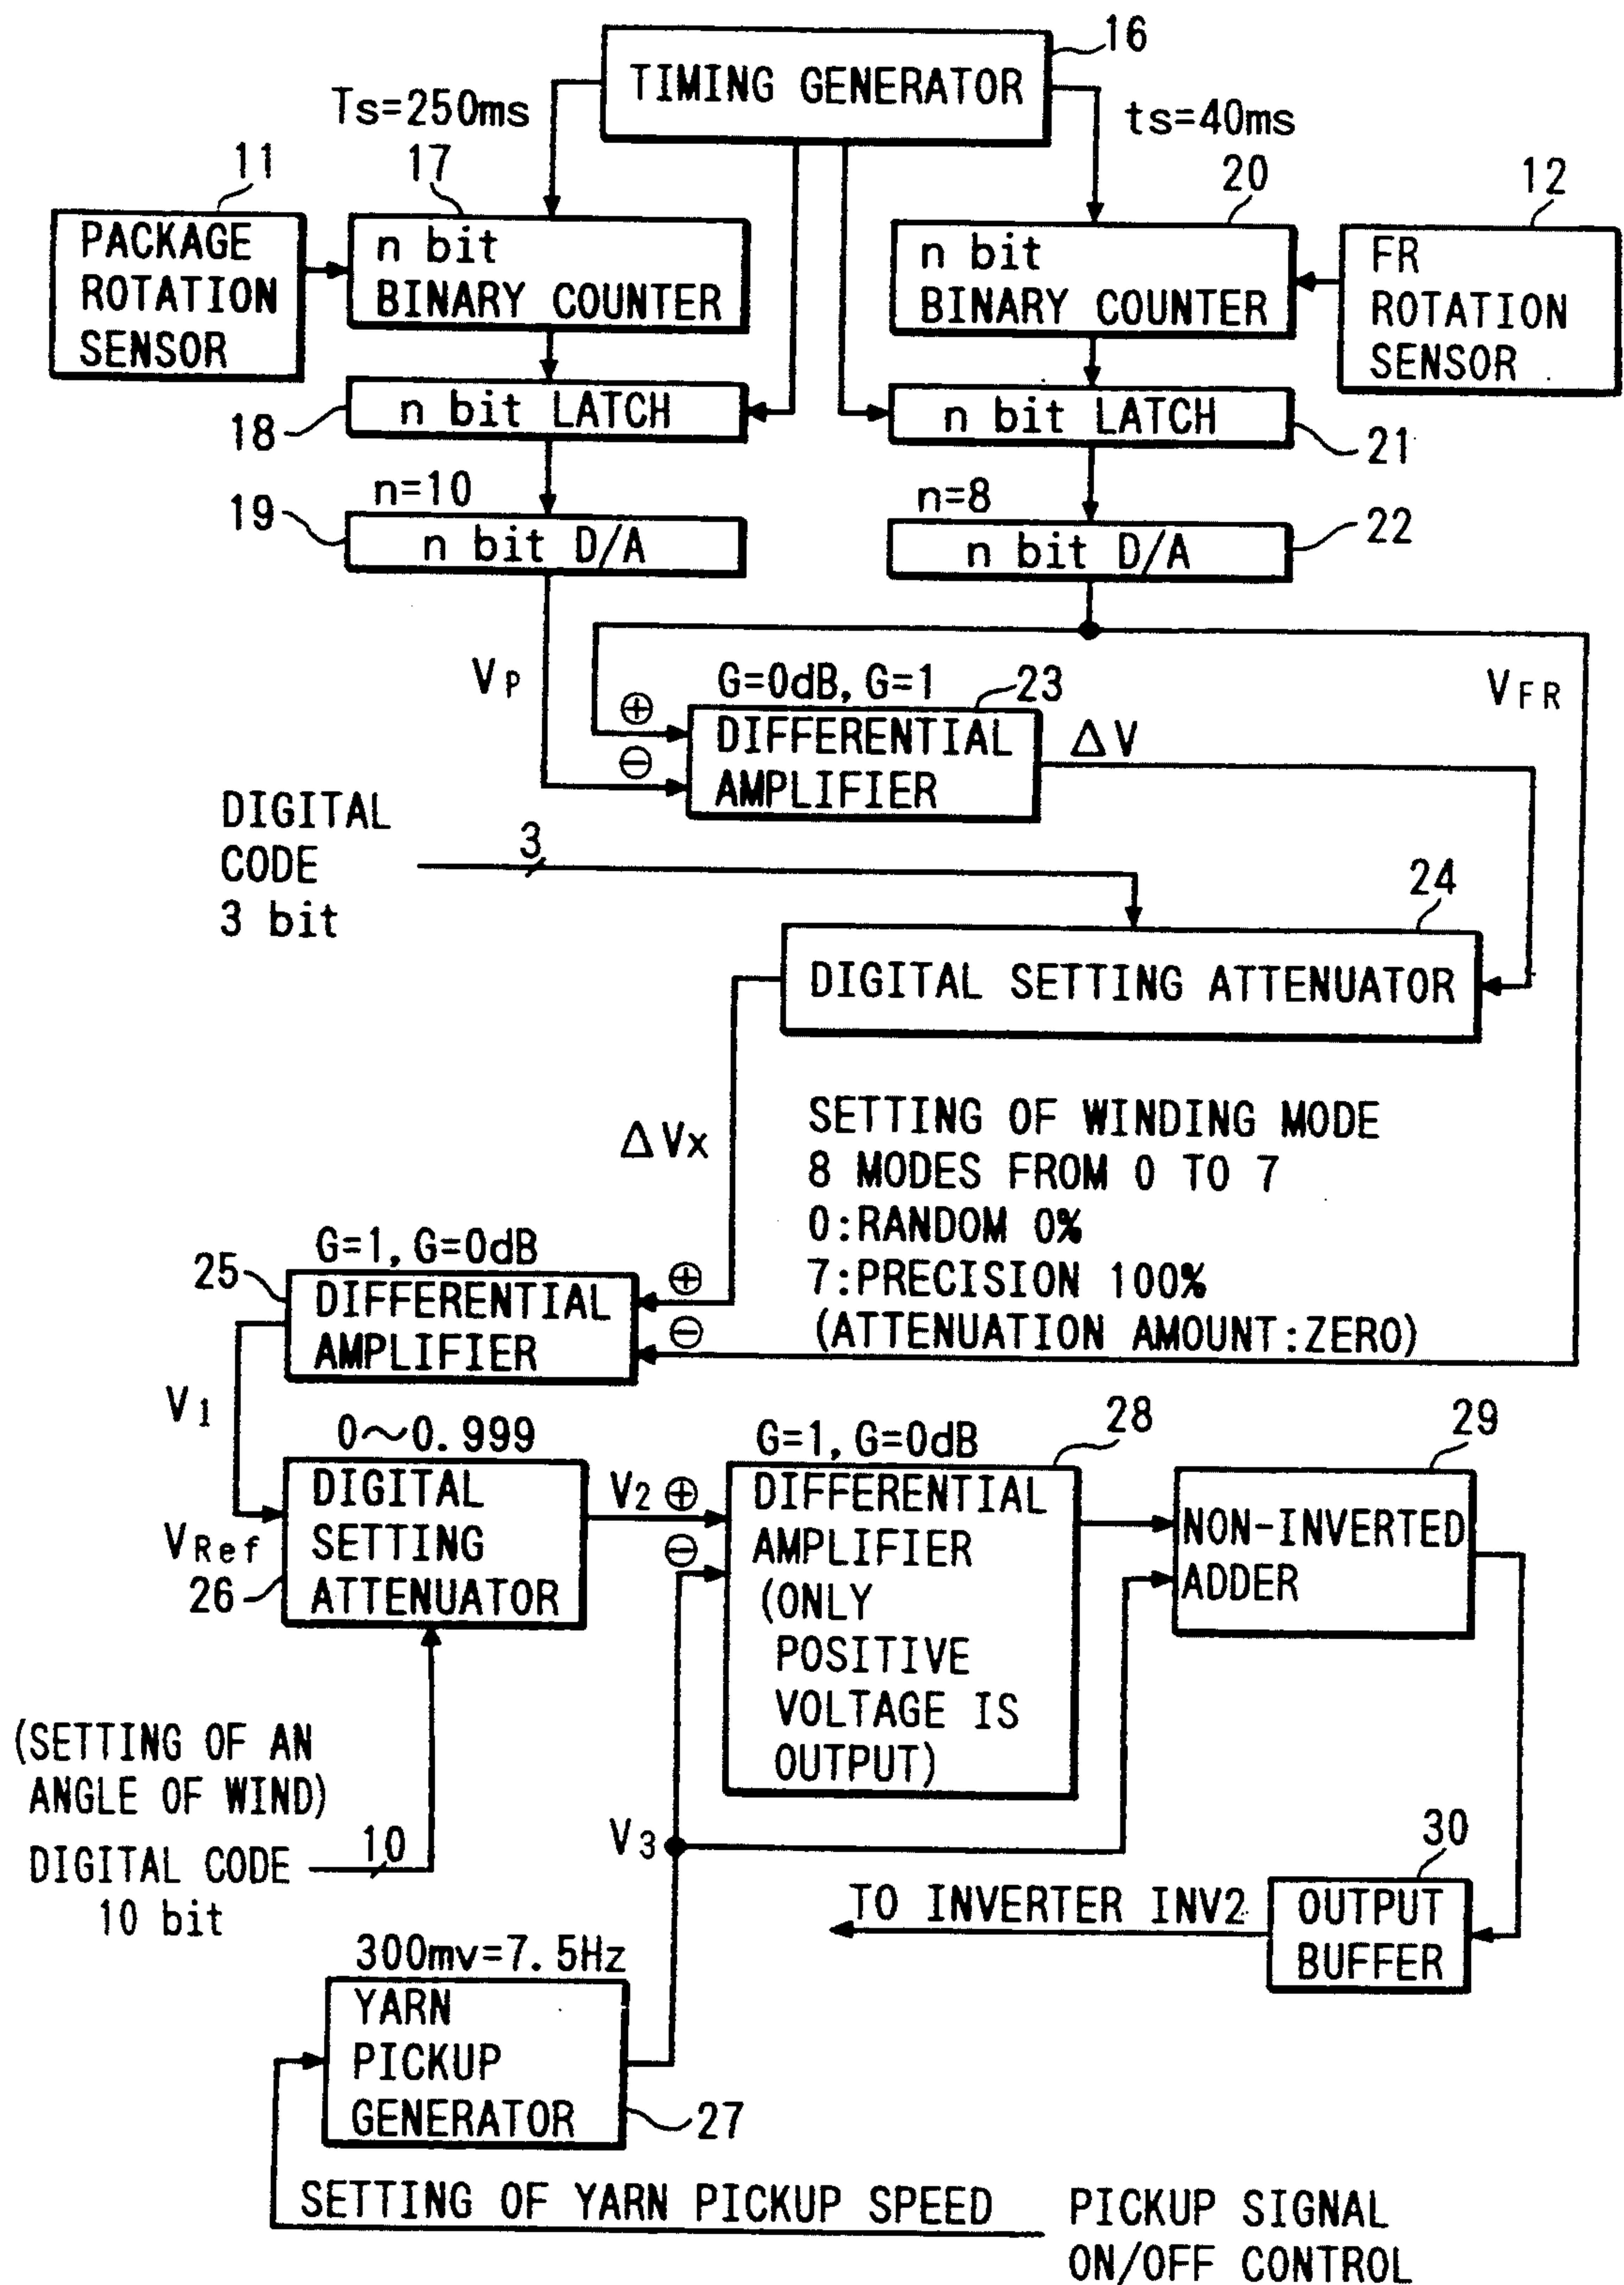 16
TIMING GENERATOR
Ts=250ms
ts=40ms
11
17
20
12
PACKAGE
ROTATION
SENSOR
n bit
BINARY COUNTER
n bit
BINARY COUNTER
FR
ROTATION
SENSOR
n bit LATCH
18
n bit LATCH
21
n=10
19
n bit D/A
n=8
n bit D/A
22
VP
G=0dB, G=1
23
VFR
⊕
⊖
DIFFERENTIAL
AMPLIFIER
ΔV
DIGITAL
CODE
3 bit
3
24
DIGITAL SETTING ATTENUATOR
ΔVx
SETTING OF WINDING MODE
8 MODES FROM 0 TO 7
0:RANDOM 0%
7:PRECISION 100%
(ATTENUATION AMOUNT:ZERO)
G=1, G=0dB
25
DIFFERENTIAL
AMPLIFIER
⊕
⊖
V1
0～0.999
VRef
26
DIGITAL
SETTING
ATTENUATOR
V2 ⊕
⊖
G=1, G=0dB
28
DIFFERENTIAL
AMPLIFIER
(ONLY
POSITIVE
VOLTAGE IS
OUTPUT)
29
NON-INVERTED
ADDER
(SETTING OF AN
ANGLE OF WIND)
DIGITAL CODE
10 bit
10
V3
30
TO INVERTER INV2
OUTPUT
BUFFER
300mv=7.5Hz
YARN
PICKUP
GENERATOR
27
SETTING OF YARN PICKUP SPEED
PICKUP SIGNAL
ON/OFF CONTROL